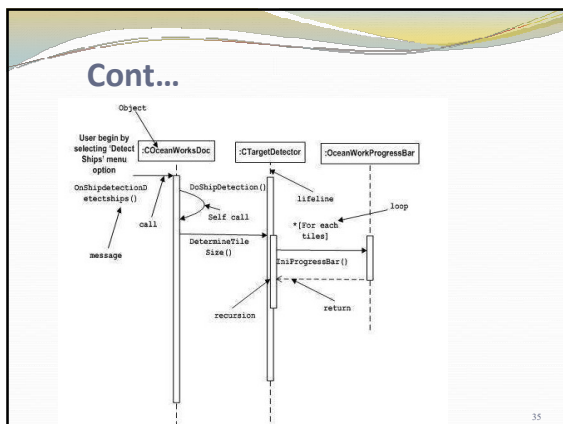 Cont...
Object
User begin by
selecting 'Detect
Ships' menu
option
:COceanWorksDoc
:CTargetDetector
:OceanWorkProgressBar
OnShipdetectionD
etectships()
DoShipDetection()
lifeline
loop
call
Self call
*[For each
tiles]
message
DetermineTile
Size()
IniProgressBar()
recursion
return
35